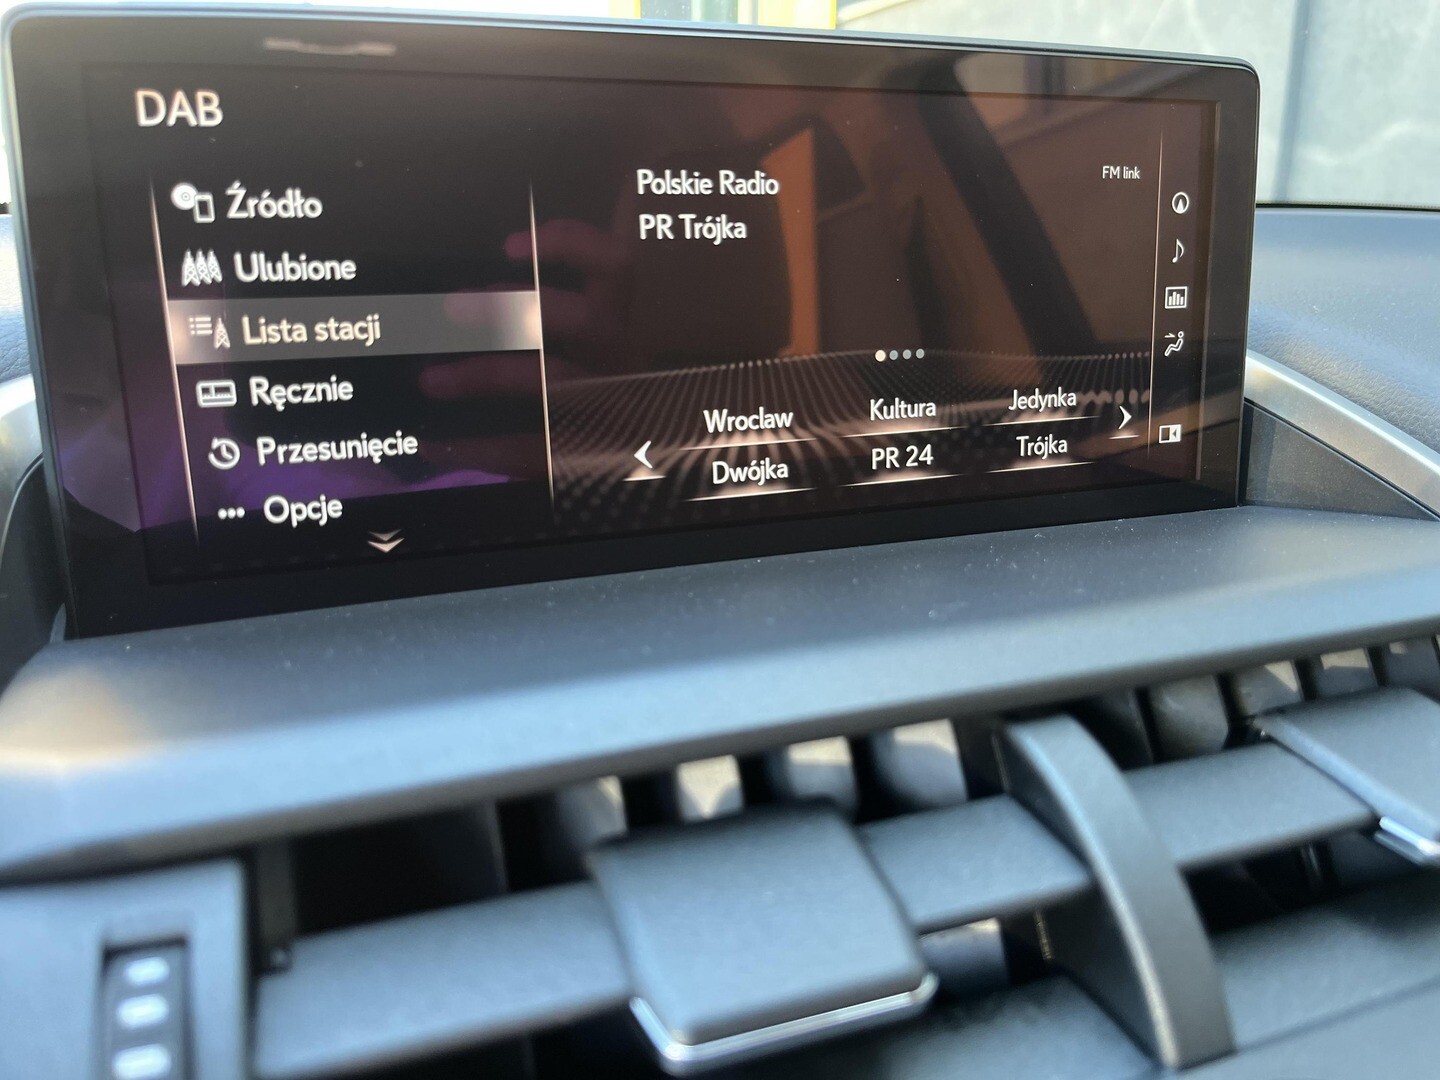 DAB
Źródło
Ulubione
Lista stacji
Ręcznie
Przesunięcie
Opcje
Polskie Radio
PR Trójka
FM link
Wroclaw
Kultura
Jedynka
Dwójka
PR 24
Trójka